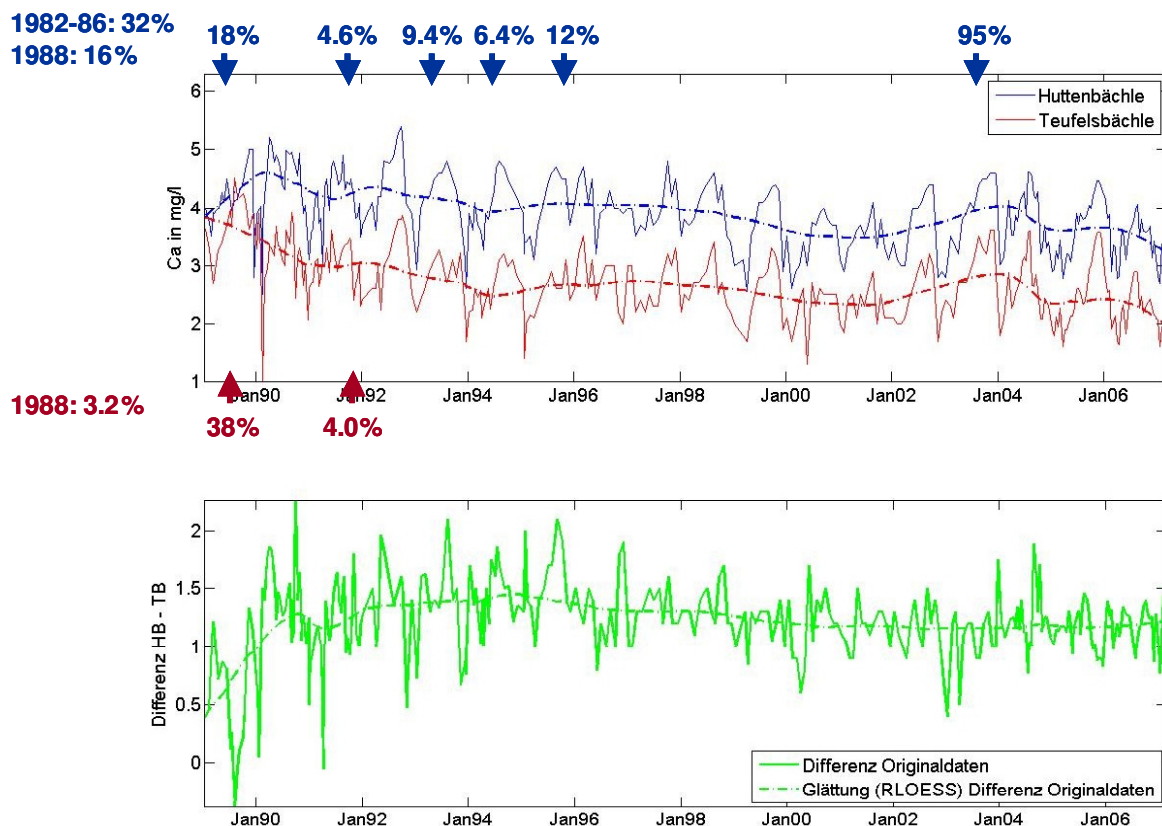 1982-86: 32%
1988: 16%
18%
4.6%
9.4%
6.4%
12%
95%
6
5
4
3
2
1
Ca in mg/l
Huttenbächle
Teufelsbächle
Jan90
Jan92
Jan94
Jan96
Jan98
Jan00
Jan02
Jan04
Jan06
1988: 3.2%
38%
4.0%
2
1.5
1
0.5
0
Differenz HB - TB
Differenz Originaldaten
Glättung (RLOESS) Differenz Originaldaten
Jan90
Jan92
Jan94
Jan96
Jan98
Jan00
Jan02
Jan04
Jan06